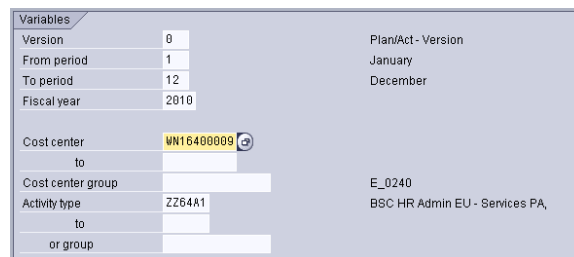 Variables
Version 0 Plan/Act - Version
From period 1 January
To period 12 December
Fiscal year 2010
Cost center WN16400009
to
Cost center group E_0240
Activity type ZZ64A1 BSC HR Admin EU - Services PA,
to
or group